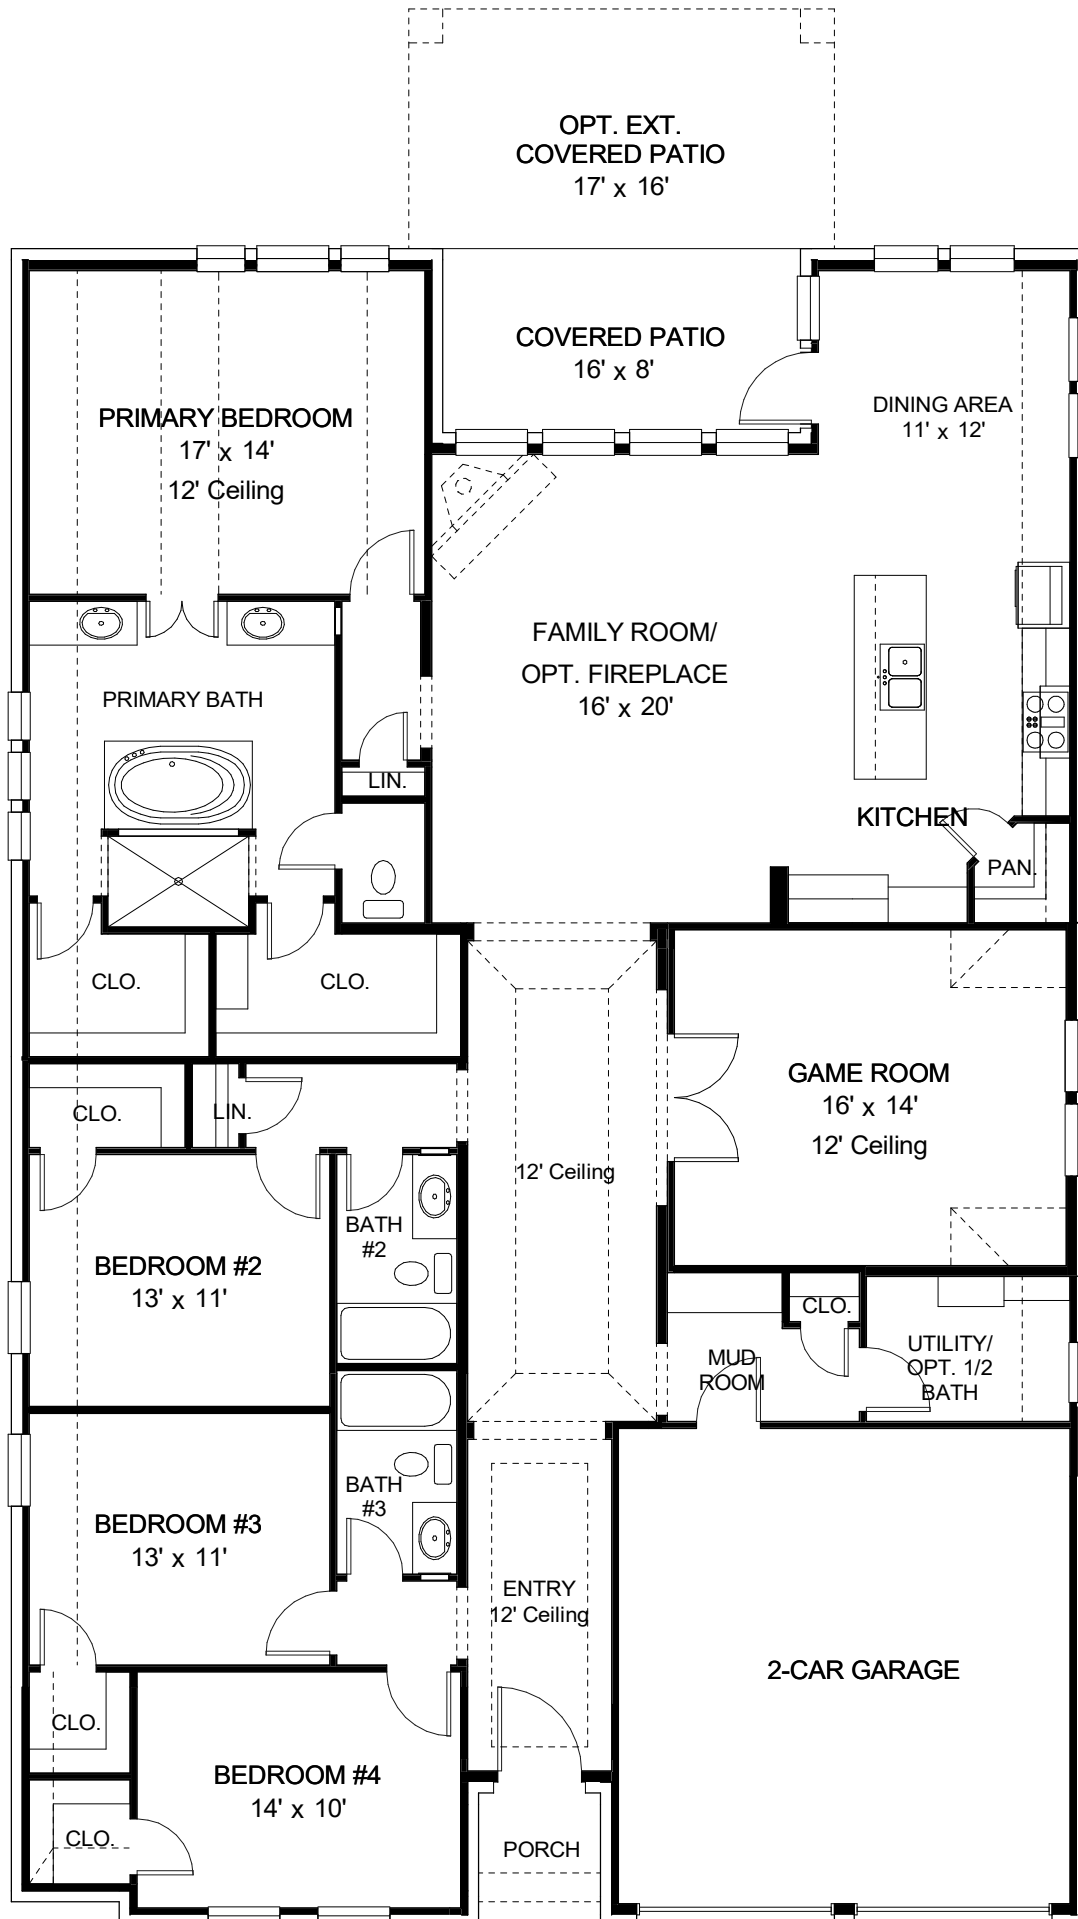 OPT. EXT.
COVERED PATIO
17' x 16'
COVERED PATIO
16' x 8'
PRIMARY BEDROOM
17' x 14'
12' Ceiling
DINING AREA
11' x 12'
FAMILY ROOM/
OPT. FIREPLACE
16' x 20'
PRIMARY BATH
LIN.
KITCHEN
PAN.
CLO.
CLO.
GAME ROOM
16' x 14'
12' Ceiling
CLO.
LIN.
12' Ceiling
BATH
#2
BEDROOM #2
13' x 11'
CLO.
MUD
ROOM
UTILITY/
OPT. 1/2
BATH
BATH
#3
BEDROOM #3
13' x 11'
ENTRY
12' Ceiling
2-CAR GARAGE
CLO.
BEDROOM #4
14' x 10'
CLO.
PORCH